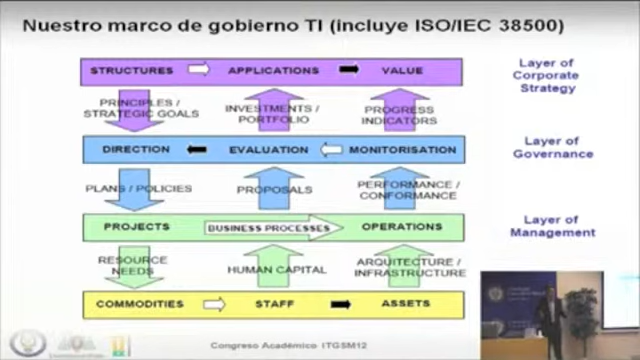 Nuestro marco de gobierno TI (incluye ISO/IEC 38500)
STRUCTURES APPLICATIONS VALUE
Layer of
Corporate
Strategy
PRINCIPLES /
STRATEGIC GOALS
INVESTMENTS /
PORTFOLIO
PROGRESS
INDICATORS
DIRECTION EVALUATION MONITORISATION
Layer of
Governance
PLANS / POLICIES
PROPOSALS
PERFORMANCE /
CONFORMANCE
PROJECTS BUSINESS PROCESSES OPERATIONS
Layer of
Management
RESOURCE
NEEDS
HUMAN CAPITAL
ARQUITECTURE /
INFRASTRUCTURE
COMMODITIES STAFF ASSETS
Congreso Académico ITGSM12